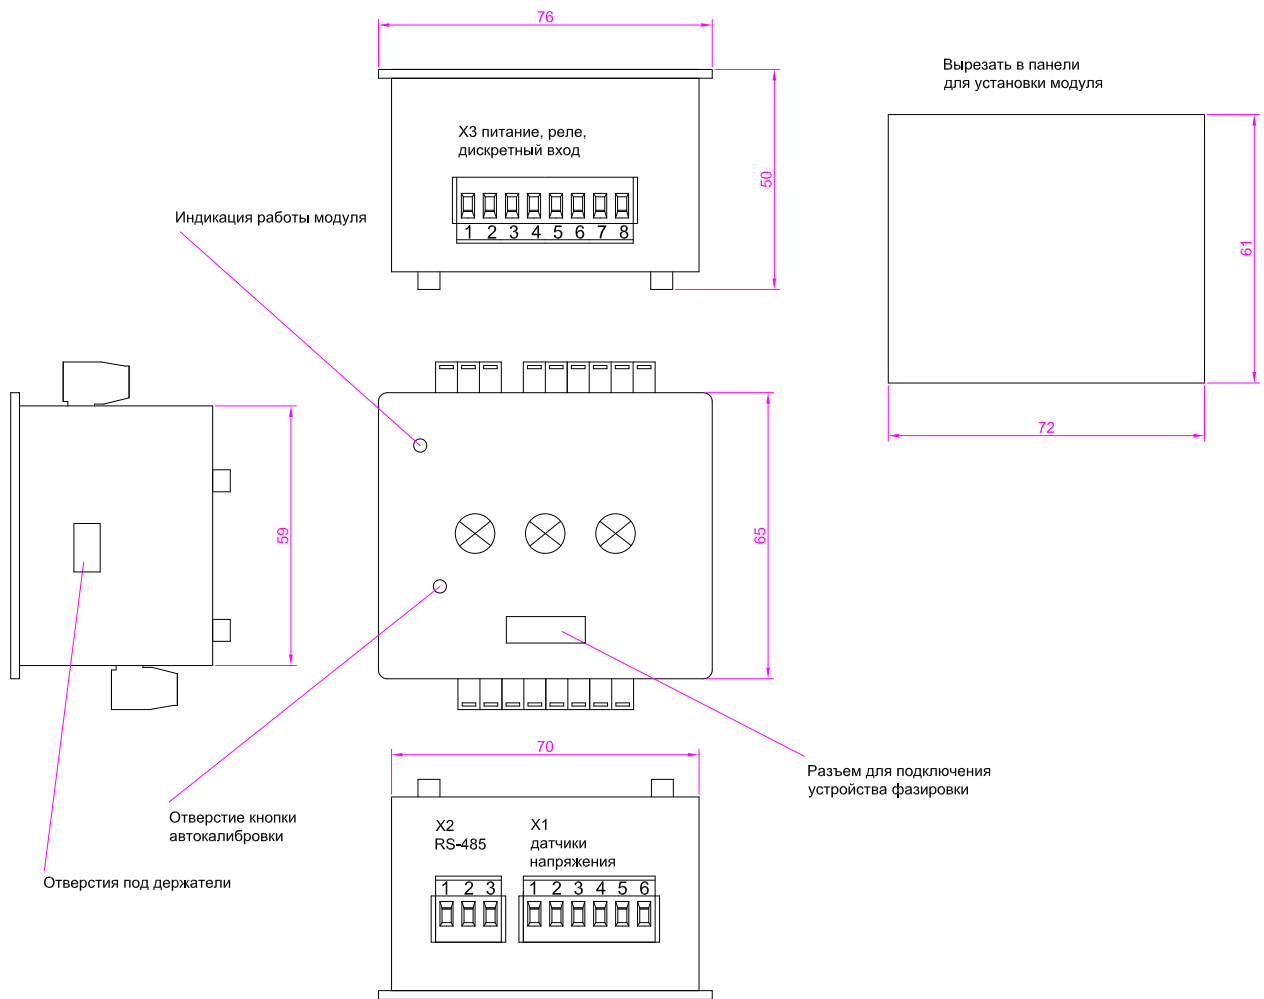 76
Вырезать в панели
для установки модуля
X3 питание, реле,
дискретный вход
50
1 2 3 4 5 6 7 8
Индикация работы модуля
61
72
59
65
70
Разъем для подключения
устройства фазировки
Отверстие кнопки
автокалибровки
X2
RS-485
X1
датчики
напряжения
Отверстия под держатели
1 2 3
1 2 3 4 5 6